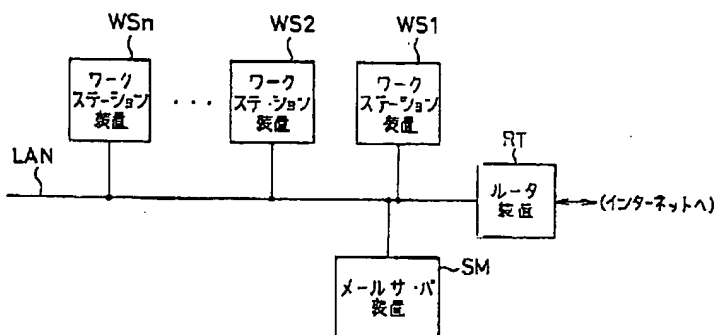 WSn
WS2
WS1
ワーク
ステーション
装置
・・・
ワーク
ステーション
装置
ワーク
ステーション
装置
LAN
RT
ルータ
装置
(インターネットへ)
SM
メールサーバ
装置